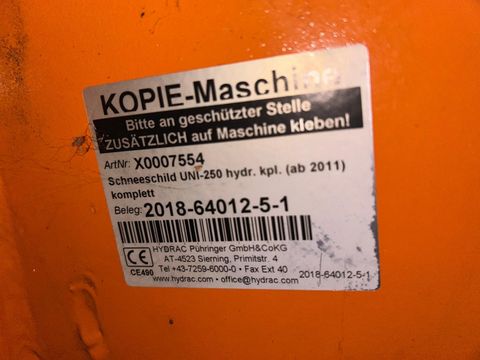 KOPIE-Maschine
Bitte an geschützter Stelle
ZUSÄTZLICH auf Maschine kleben!
ArtNr: X0007554
Schneeschild UNI-250 hydr. kpl. (ab 2011)
komplett
Beleg: 2018-64012-5-1
HYDRAC Pühringer GmbH&CoKG
AT-4523 Sierning, Primitstr. 4
Tel +43-7259-6000-0 • Fax Ext 40
www.hydrac.com • office@hydrac.com
CE
CE490
2018-64012-5-1